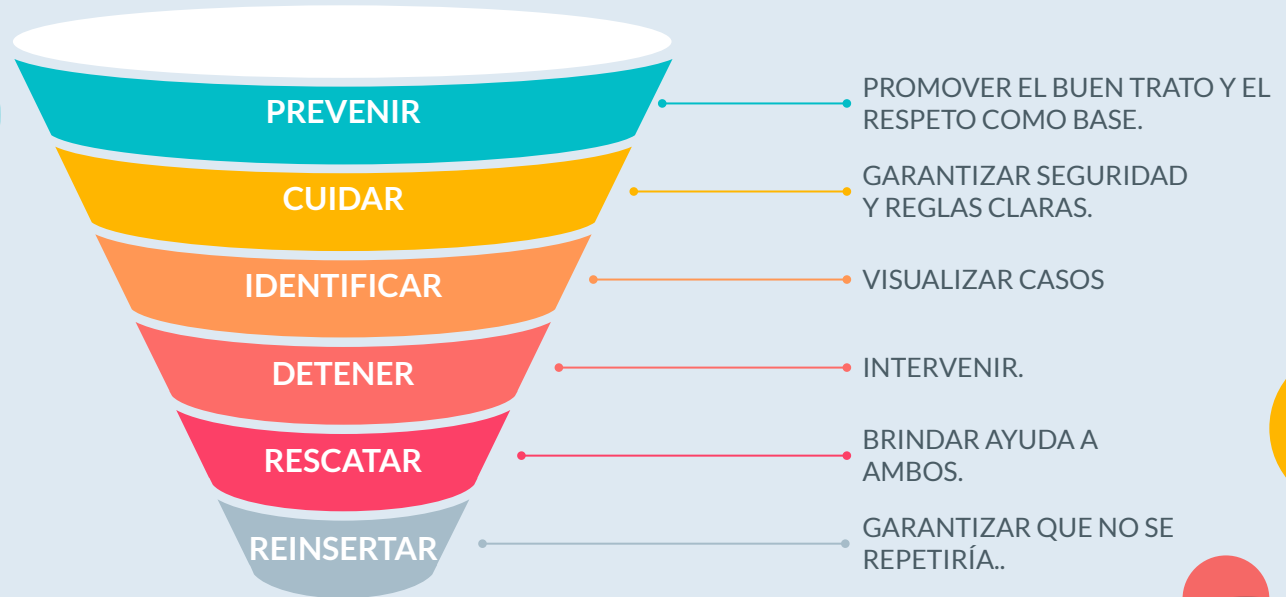 PREVENIR
PROMOVER EL BUEN TRATO Y EL
RESPETO COMO BASE.
CUIDAR
GARANTIZAR SEGURIDAD
Y REGLAS CLARAS.
IDENTIFICAR
VISUALIZAR CASOS
DETENER
INTERVENIR.
RESCATAR
BRINDAR AYUDA A
AMBOS.
REINSERTAR
GARANTIZAR QUE NO SE
REPETIRÍA..